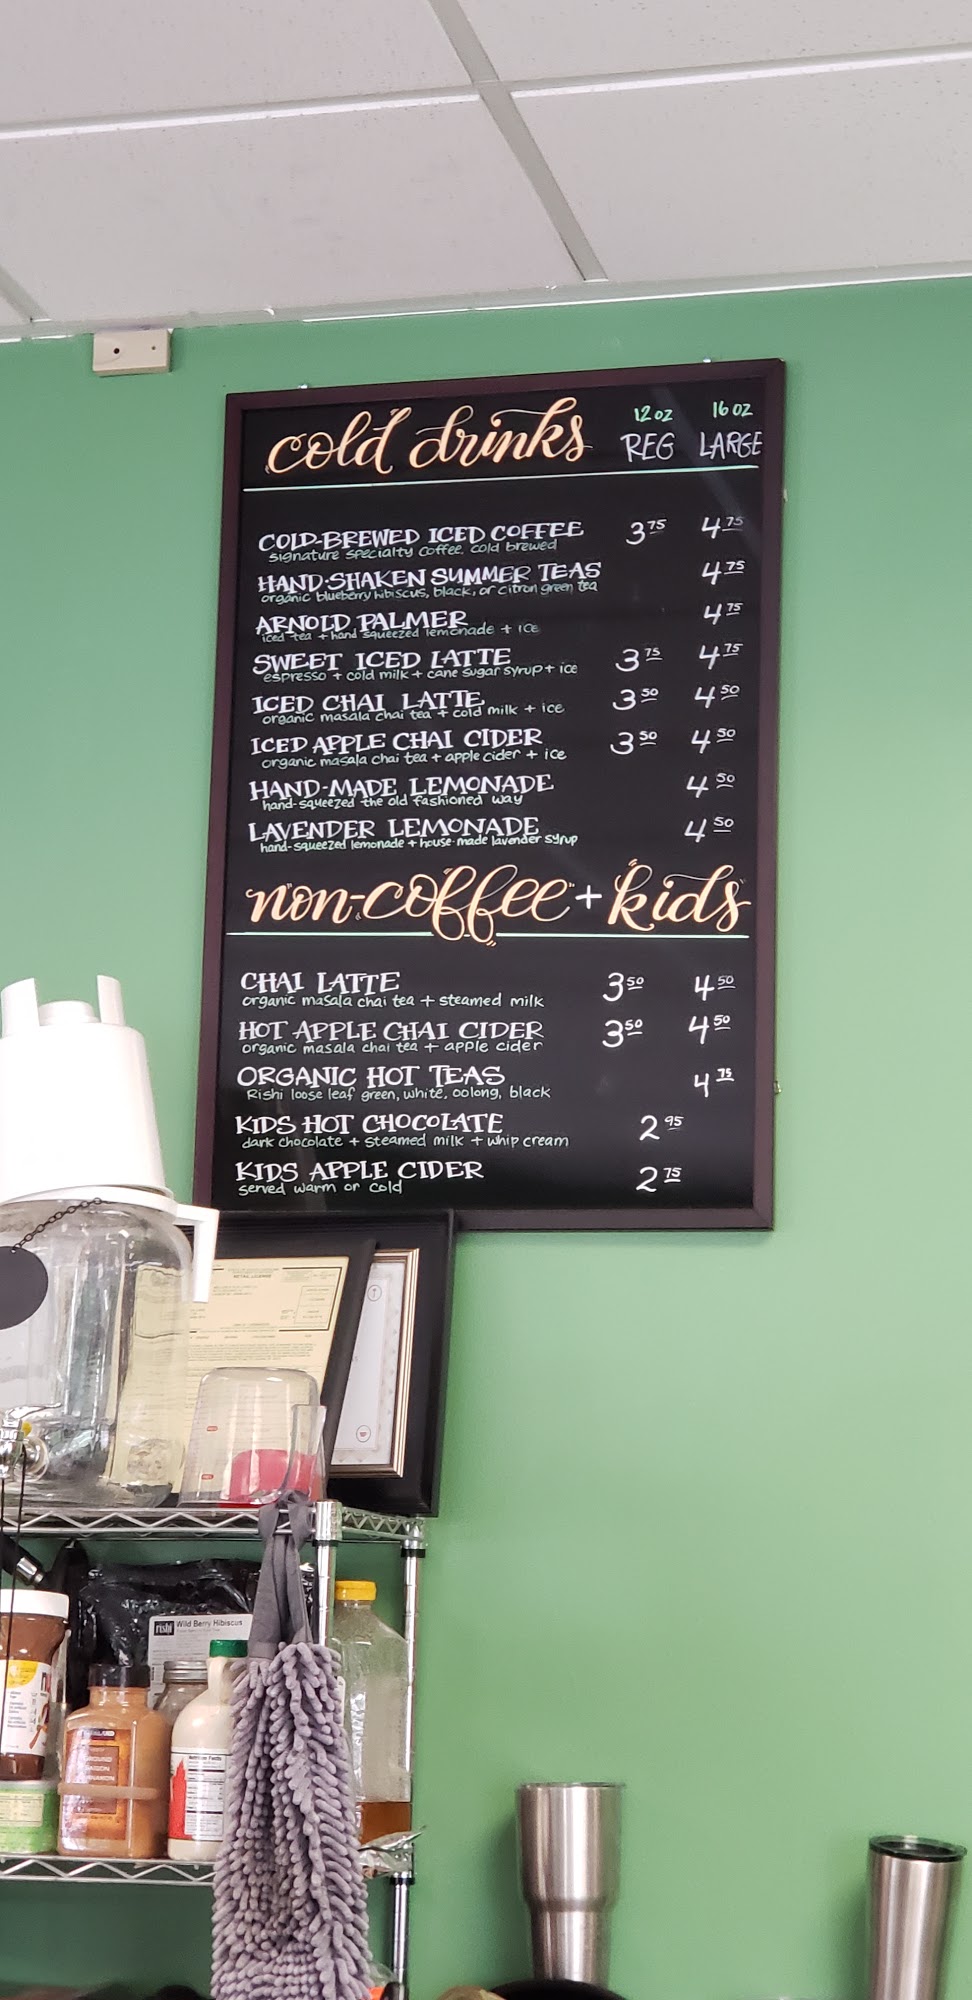 12 oz 16 oz
cold drinks REG LARGE
COLD-BREWED ICED COFFEE 3 75 4 75
signature specialty coffee, cold brewed
HAND-SHAKEN SUMMER TEAS 4 75
organic blueberry hibiscus, black, or citron green tea
ARNOLD PALMER 4 75
iced tea + hand squeezed lemonade + ice
SWEET ICED LATTE 3 75 4 75
espresso + cold milk + cane sugar syrup + ice
ICED CHAI LATTE 3 50 4 50
organic masala chai tea + cold milk + ice
ICED APPLE CHAI CIDER 3 50 4 50
organic masala chai tea + apple cider + ice
HAND-MADE LEMONADE 4 50
hand-squeezed the old fashioned way
LAVENDER LEMONADE 4 50
hand-squeezed lemonade + house-made lavender syrup
non-coffee + kids
CHAI LATTE 3 50 4 50
organic masala chai tea + steamed milk
HOT APPLE CHAI CIDER 3 50 4 50
organic masala chai tea + apple cider
ORGANIC HOT TEAS 4 75
Rishi loose leaf green, white, oolong, black
KIDS HOT CHOCOLATE 2 95
dark chocolate + steamed milk + whip cream
KIDS APPLE CIDER 2 75
served warm or cold
RETAIL LICENSE
rishi Wild Berry Hibiscus
Nutrition Facts